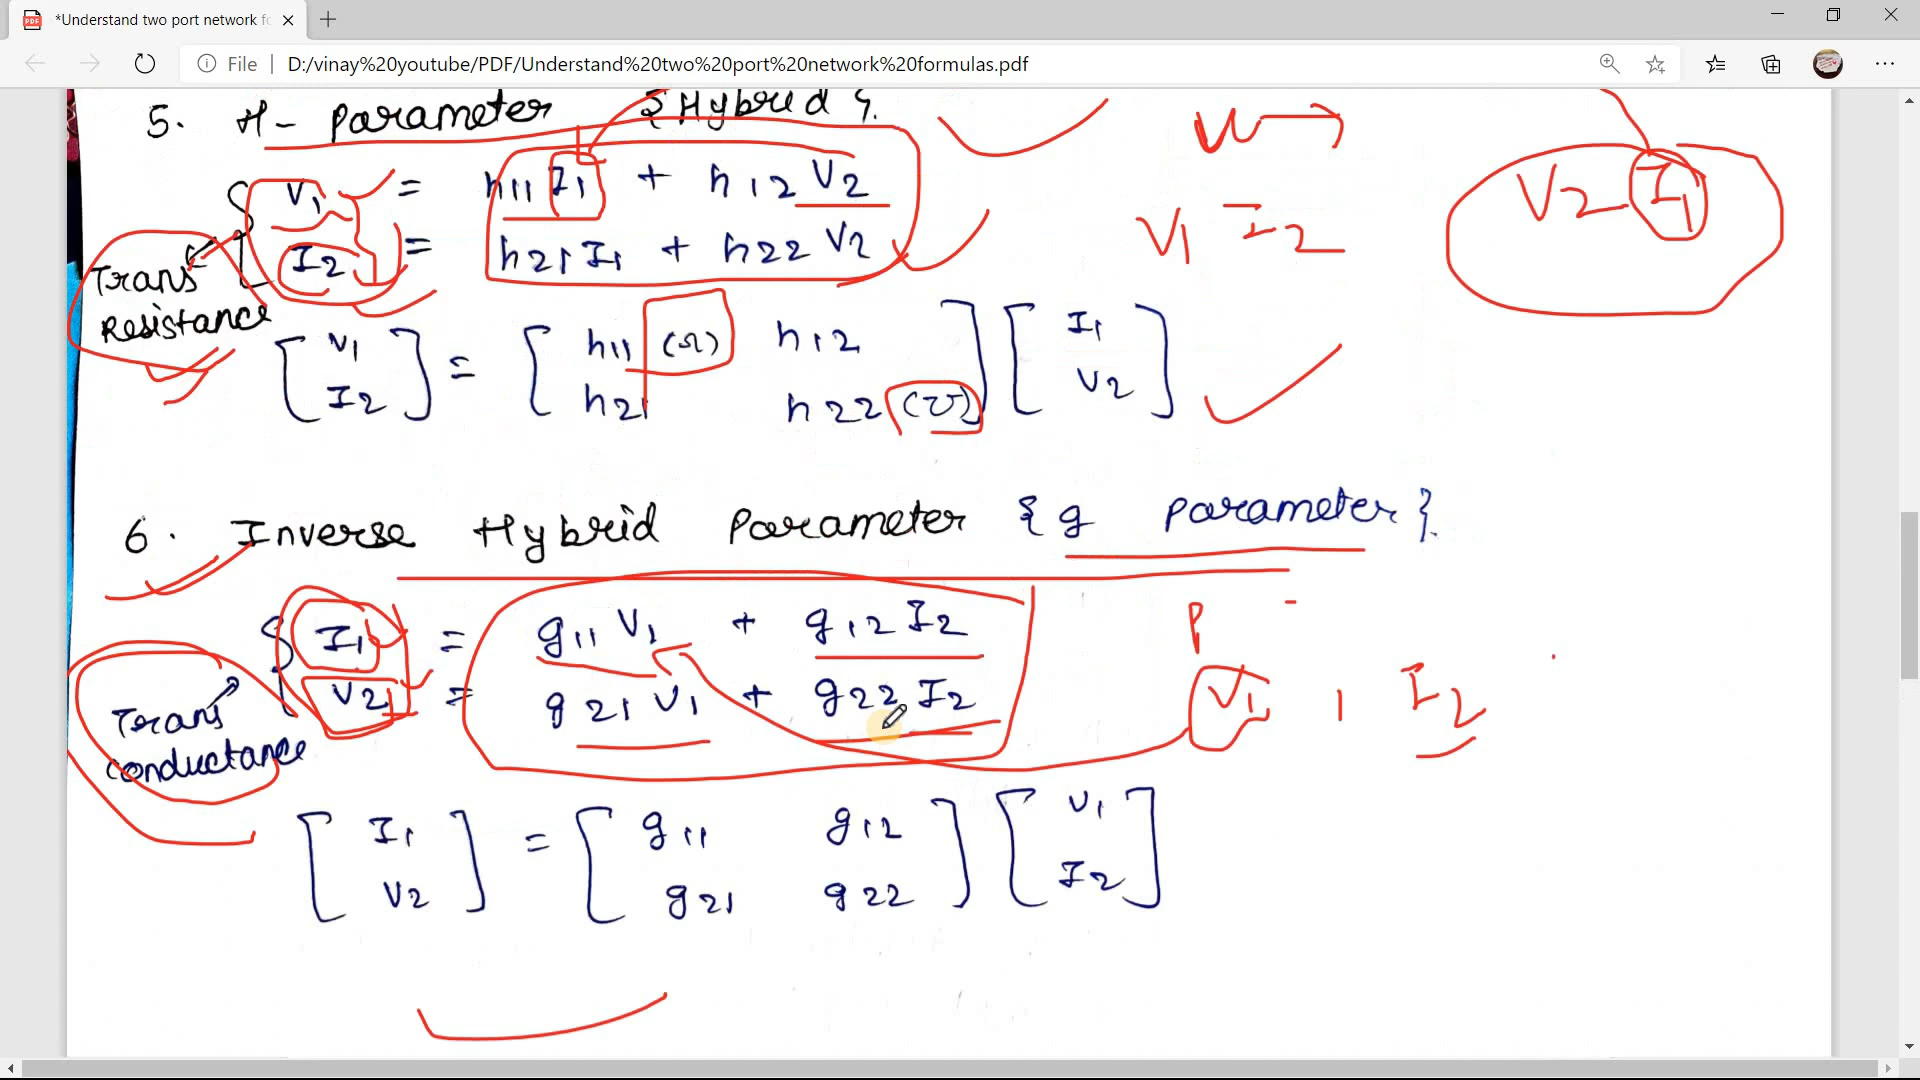 *Understand two port network fo
File | D:/vinay%20youtube/PDF/Understand%20two%20port%20network%20formulas.pdf
5. H- Parameter {Hybrid}.
V1 = h11 I1 + h12 V2
I2 = h21 I1 + h22 V2
Trans Resistance
[V1 I2] = [h11 (Ω) h12 h21 h22 (℧)] [I1 V2]
V1 I2
V2 I1
6. Inverse Hybrid Parameter {g Parameter}.
I1 = g11 V1 + g12 I2
V2 = g21 V1 + g22 I2
Trans conductance
P
V1 , I2
[I1 V2] = [g11 g12 g21 g22] [V1 I2]